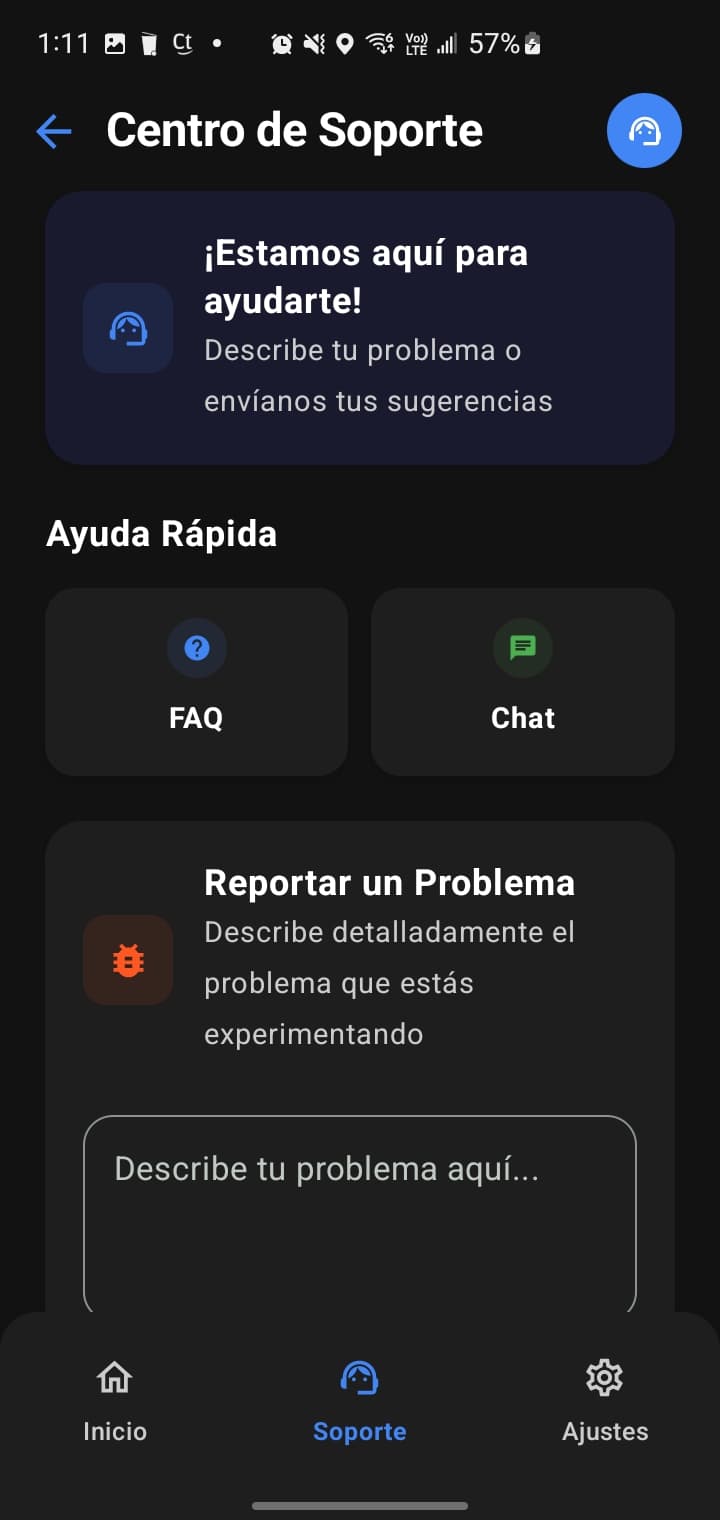 1:11 Ct 57%
Vo))
LTE
Centro de Soporte
¡Estamos aquí para
ayudarte!
Describe tu problema o
envíanos tus sugerencias
Ayuda Rápida
FAQ
Chat
Reportar un Problema
Describe detalladamente el
problema que estás
experimentando
Describe tu problema aquí...
Inicio
Soporte
Ajustes